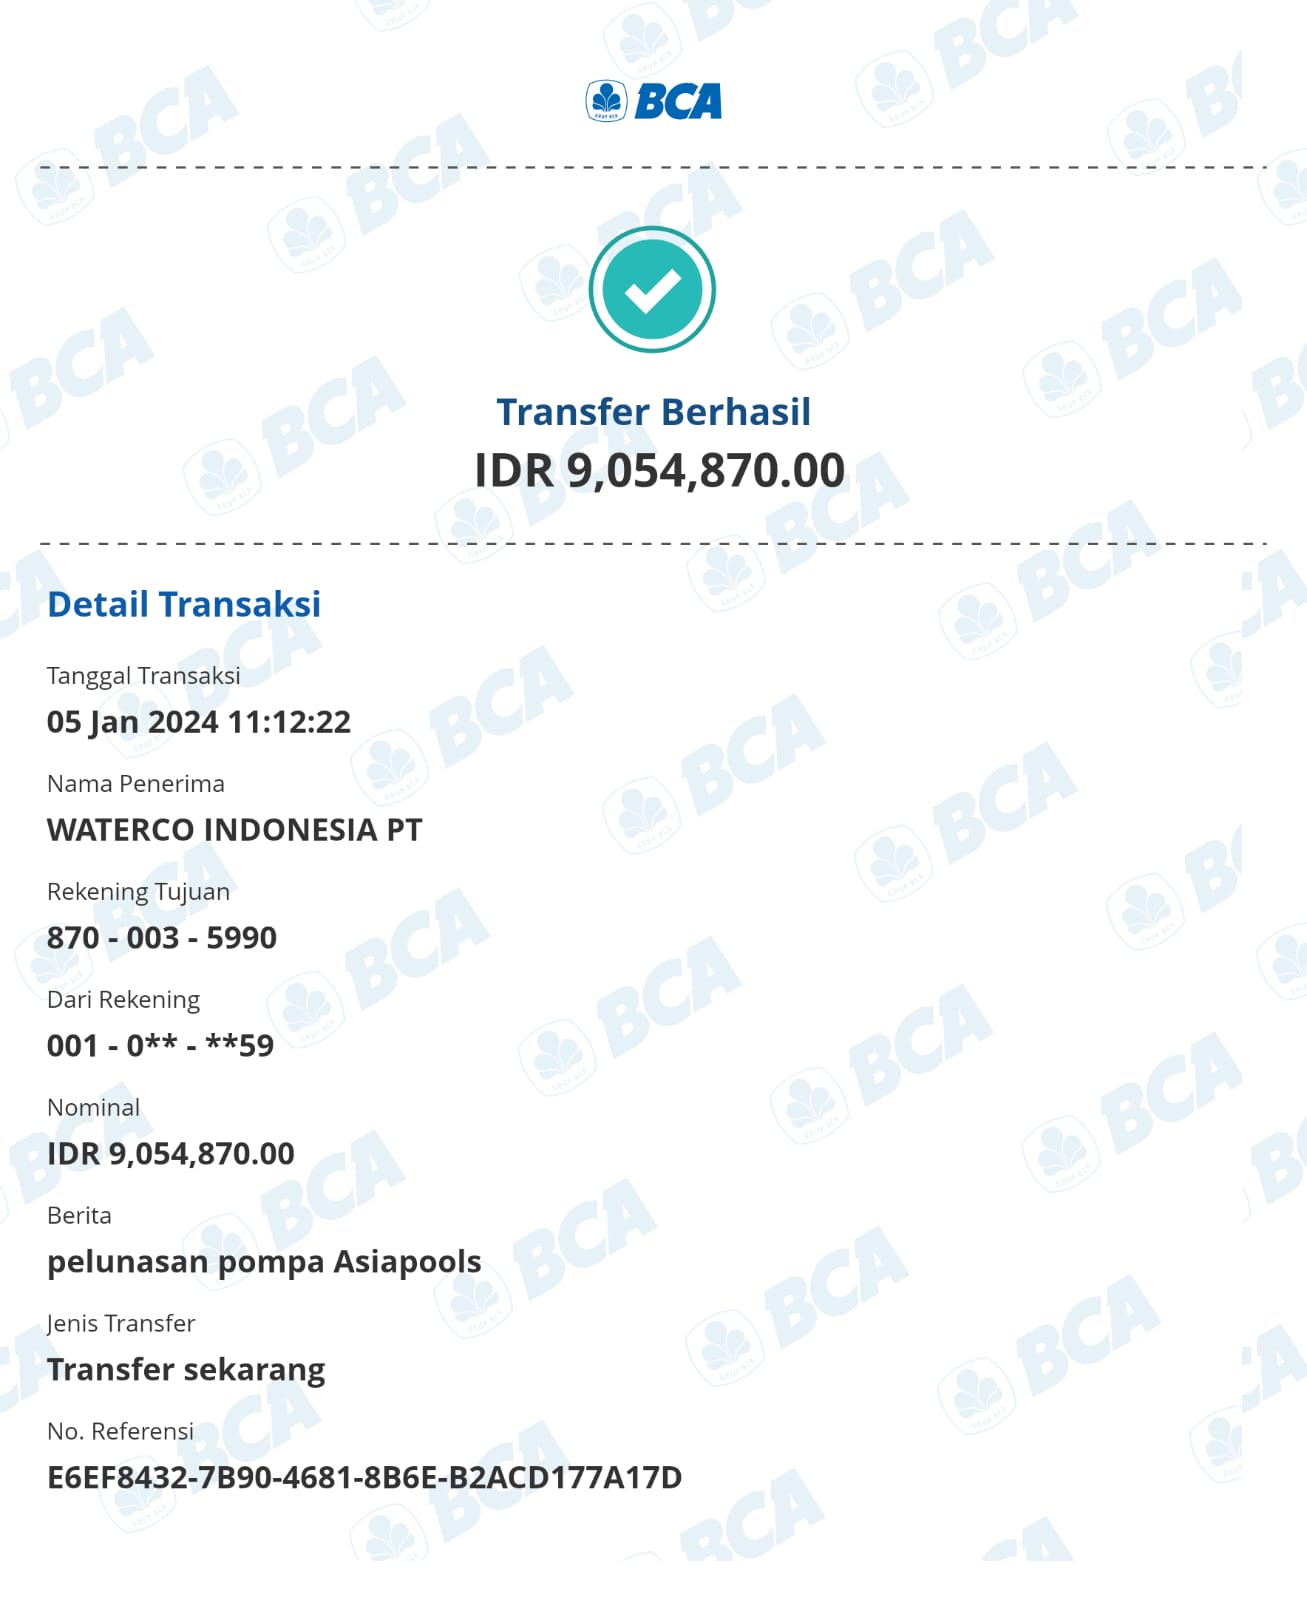 BCA
Transfer Berhasil
IDR 9,054,870.00
Detail Transaksi
Tanggal Transaksi
05 Jan 2024 11:12:22
Nama Penerima
WATERCO INDONESIA PT
Rekening Tujuan
870 - 003 - 5990
Dari Rekening
001 - 0** - **59
Nominal
IDR 9,054,870.00
Berita
pelunasan pompa Asiapools
Jenis Transfer
Transfer sekarang
No. Referensi
E6EF8432-7B90-4681-8B6E-B2ACD177A17D